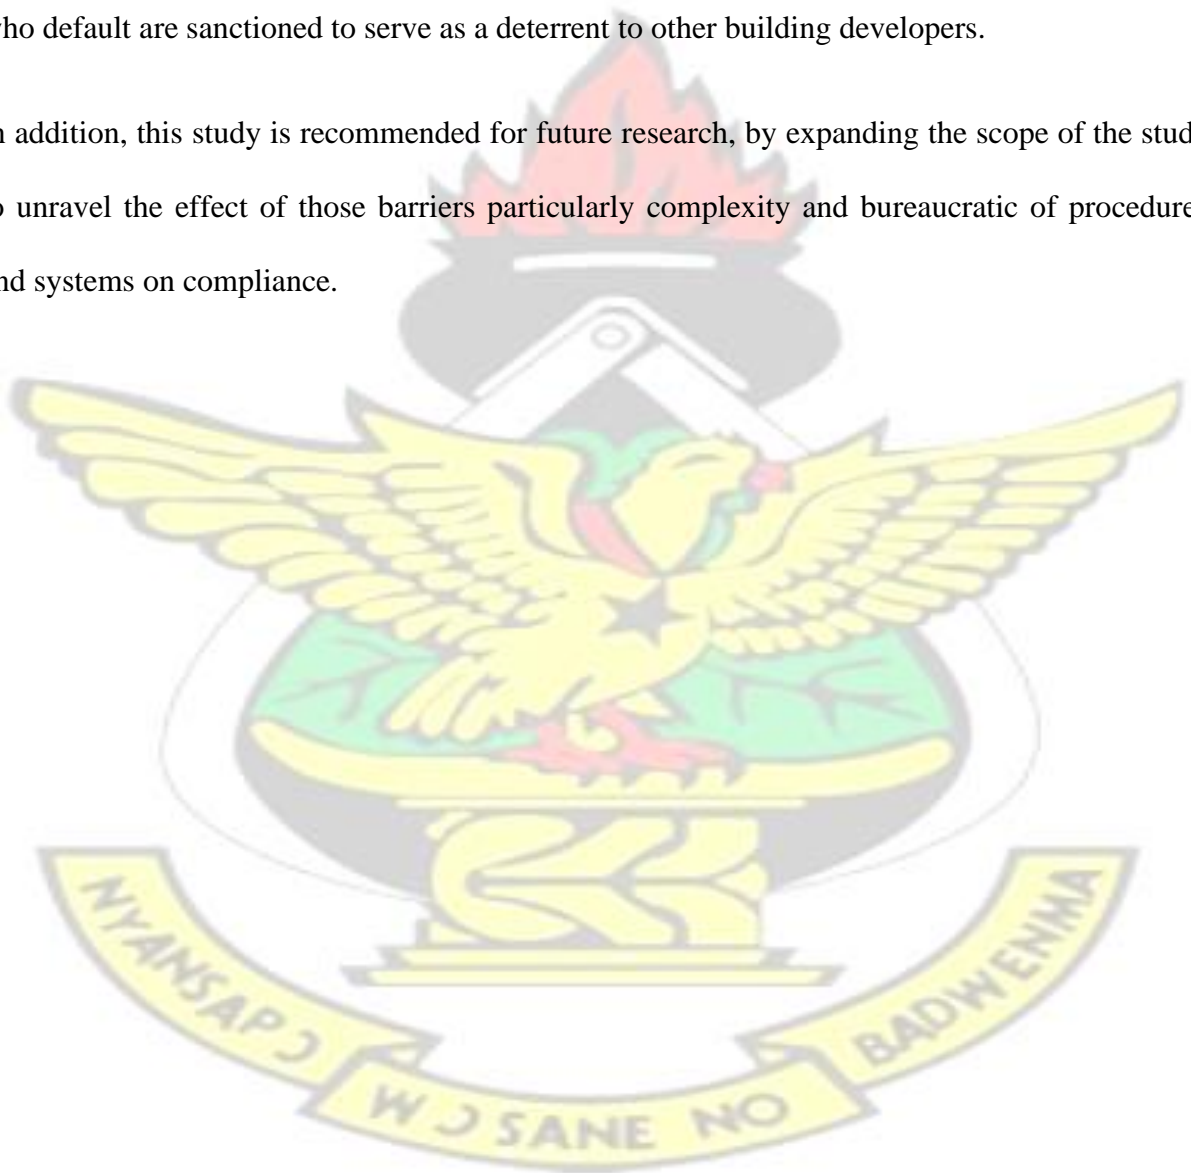 who default are sanctioned to serve as a deterrent to other building developers.
n addition, this study is recommended for future research, by expanding the scope of the stud
o unravel the effect of those barriers particularly complexity and bureaucratic of procedure
nd systems on compliance.
NYANSAPƆ
WƆSANE NO
BADWENMA